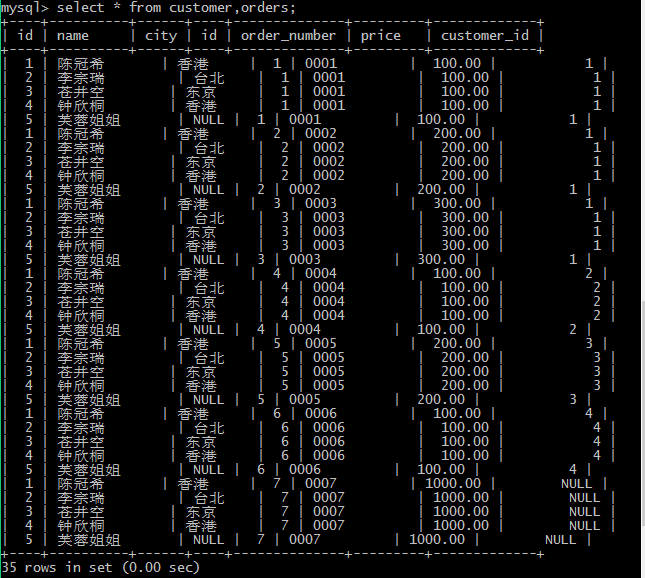 mysql> select * from customer,orders;
+----+----------+------+----+--------------+---------+-------------+
| id | name | city | id | order_number | price | customer_id |
+----+----------+------+----+--------------+---------+-------------+
| 1 | 陈冠希 | 香港 | 1 | 0001 | 100.00 | 1 |
| 2 | 李宗瑞 | 台北 | 1 | 0001 | 100.00 | 1 |
| 3 | 苍井空 | 东京 | 1 | 0001 | 100.00 | 1 |
| 4 | 钟欣桐 | 香港 | 1 | 0001 | 100.00 | 1 |
| 5 | 芙蓉姐姐 | NULL | 1 | 0001 | 100.00 | 1 |
| 1 | 陈冠希 | 香港 | 2 | 0002 | 200.00 | 1 |
| 2 | 李宗瑞 | 台北 | 2 | 0002 | 200.00 | 1 |
| 3 | 苍井空 | 东京 | 2 | 0002 | 200.00 | 1 |
| 4 | 钟欣桐 | 香港 | 2 | 0002 | 200.00 | 1 |
| 5 | 芙蓉姐姐 | NULL | 2 | 0002 | 200.00 | 1 |
| 1 | 陈冠希 | 香港 | 3 | 0003 | 300.00 | 1 |
| 2 | 李宗瑞 | 台北 | 3 | 0003 | 300.00 | 1 |
| 3 | 苍井空 | 东京 | 3 | 0003 | 300.00 | 1 |
| 4 | 钟欣桐 | 香港 | 3 | 0003 | 300.00 | 1 |
| 5 | 芙蓉姐姐 | NULL | 3 | 0003 | 300.00 | 1 |
| 1 | 陈冠希 | 香港 | 4 | 0004 | 100.00 | 2 |
| 2 | 李宗瑞 | 台北 | 4 | 0004 | 100.00 | 2 |
| 3 | 苍井空 | 东京 | 4 | 0004 | 100.00 | 2 |
| 4 | 钟欣桐 | 香港 | 4 | 0004 | 100.00 | 2 |
| 5 | 芙蓉姐姐 | NULL | 4 | 0004 | 100.00 | 2 |
| 1 | 陈冠希 | 香港 | 5 | 0005 | 200.00 | 3 |
| 2 | 李宗瑞 | 台北 | 5 | 0005 | 200.00 | 3 |
| 3 | 苍井空 | 东京 | 5 | 0005 | 200.00 | 3 |
| 4 | 钟欣桐 | 香港 | 5 | 0005 | 200.00 | 3 |
| 5 | 芙蓉姐姐 | NULL | 5 | 0005 | 200.00 | 3 |
| 1 | 陈冠希 | 香港 | 6 | 0006 | 100.00 | 4 |
| 2 | 李宗瑞 | 台北 | 6 | 0006 | 100.00 | 4 |
| 3 | 苍井空 | 东京 | 6 | 0006 | 100.00 | 4 |
| 4 | 钟欣桐 | 香港 | 6 | 0006 | 100.00 | 4 |
| 5 | 芙蓉姐姐 | NULL | 6 | 0006 | 100.00 | 4 |
| 1 | 陈冠希 | 香港 | 7 | 0007 | 1000.00 | NULL |
| 2 | 李宗瑞 | 台北 | 7 | 0007 | 1000.00 | NULL |
| 3 | 苍井空 | 东京 | 7 | 0007 | 1000.00 | NULL |
| 4 | 钟欣桐 | 香港 | 7 | 0007 | 1000.00 | NULL |
| 5 | 芙蓉姐姐 | NULL | 7 | 0007 | 1000.00 | NULL |
+----+----------+------+----+--------------+---------+-------------+
35 rows in set (0.00 sec)